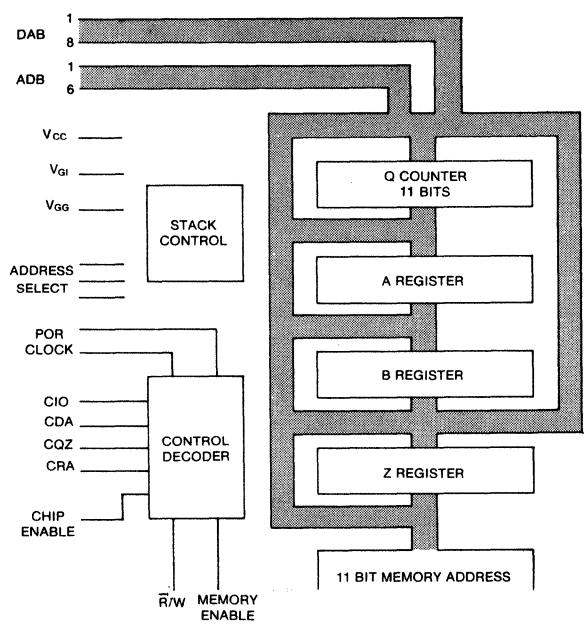 DAB
1
8
ADB
1
6
VCC
VGI
VGG
STACK
CONTROL
ADDRESS
SELECT
POR
CLOCK
CIO
CDA
CQZ
CRA
CHIP
ENABLE
CONTROL
DECODER
R̅/W
MEMORY
ENABLE
Q COUNTER
11 BITS
A REGISTER
B REGISTER
Z REGISTER
11 BIT MEMORY ADDRESS